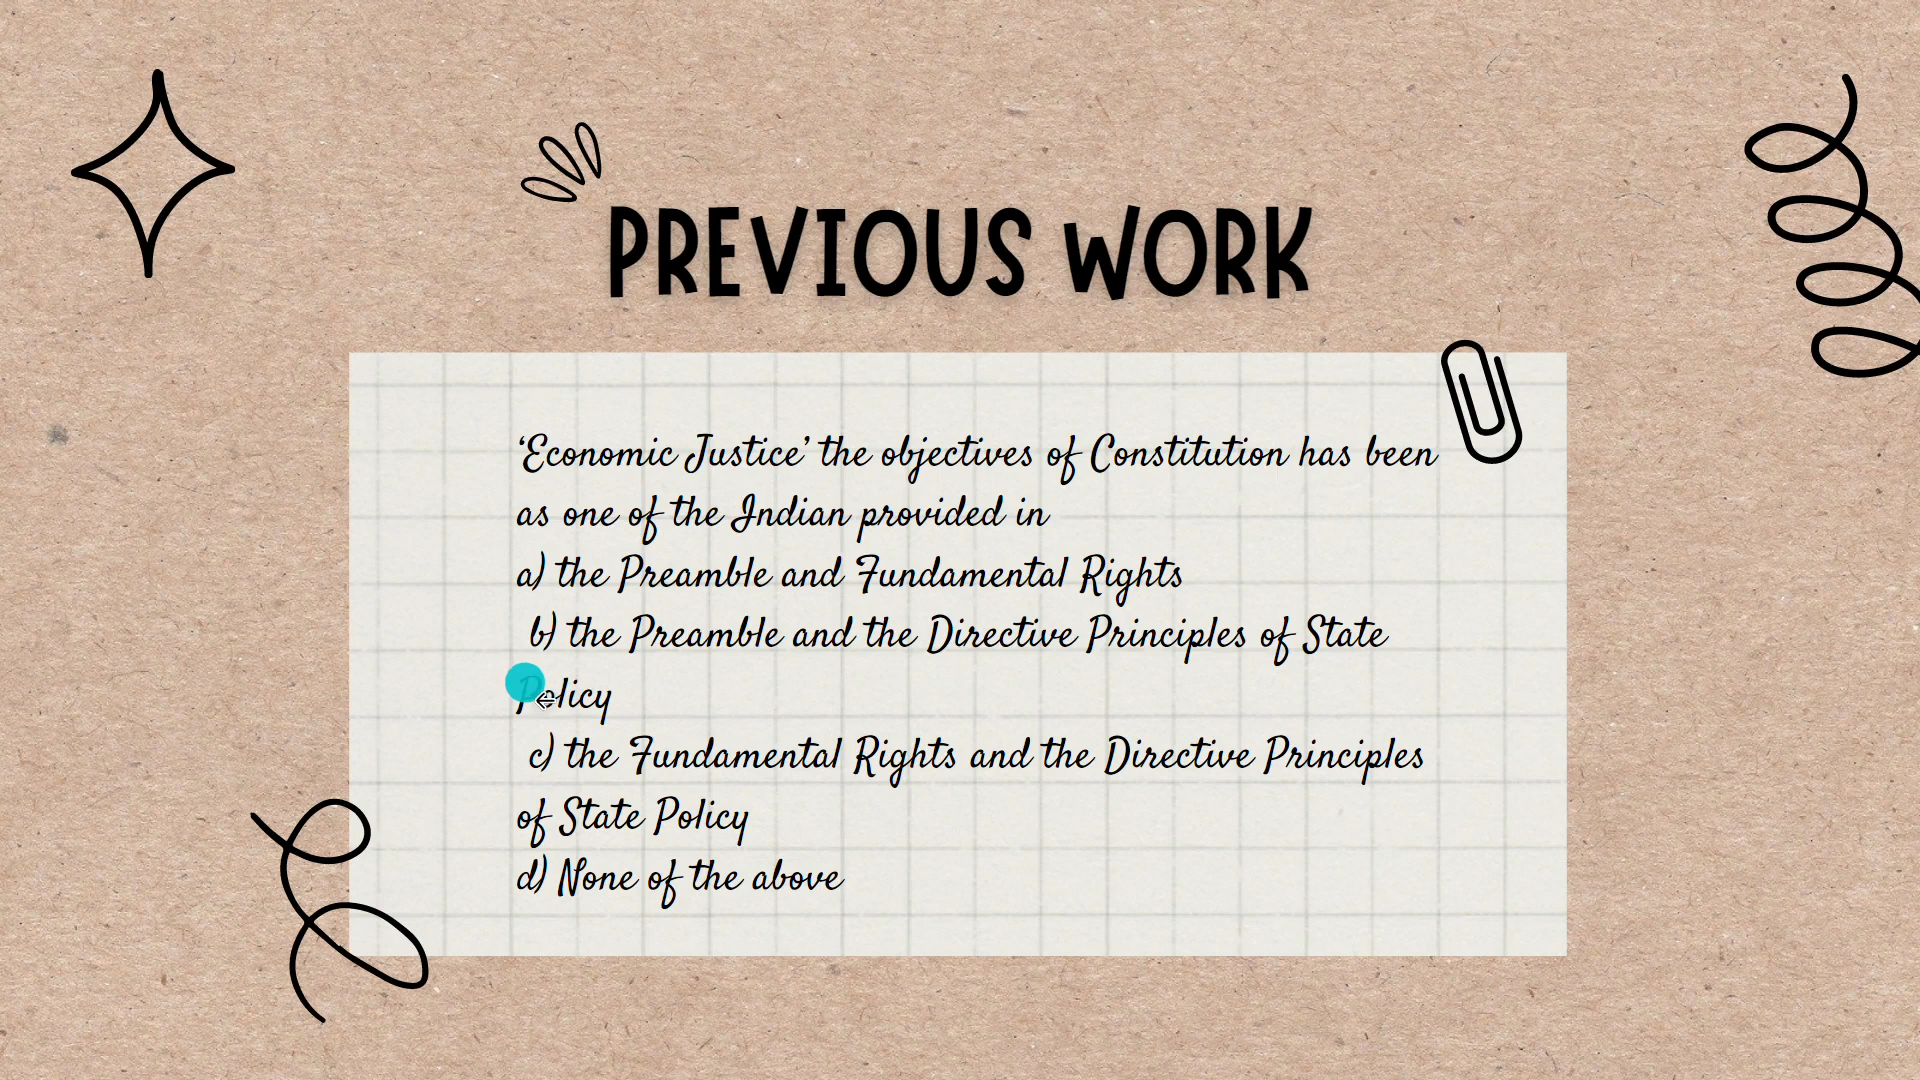 PREVIOUS WORK
‘Economic Justice’ the objectives of Constitution has been
as one of the Indian provided in
a) the Preamble and Fundamental Rights
b) the Preamble and the Directive Principles of State
Policy
c) the Fundamental Rights and the Directive Principles
of State Policy
d) None of the above